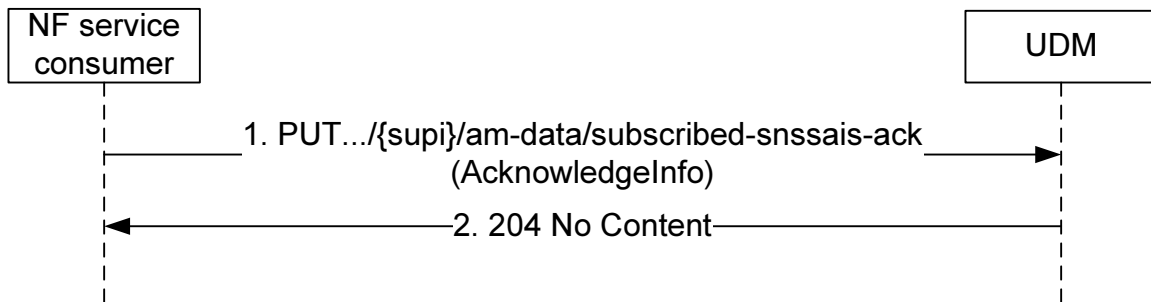 NF service
consumer
UDM
1. PUT.../{supi}/am-data/subscribed-snssais-ack
(AcknowledgeInfo)
2. 204 No Content